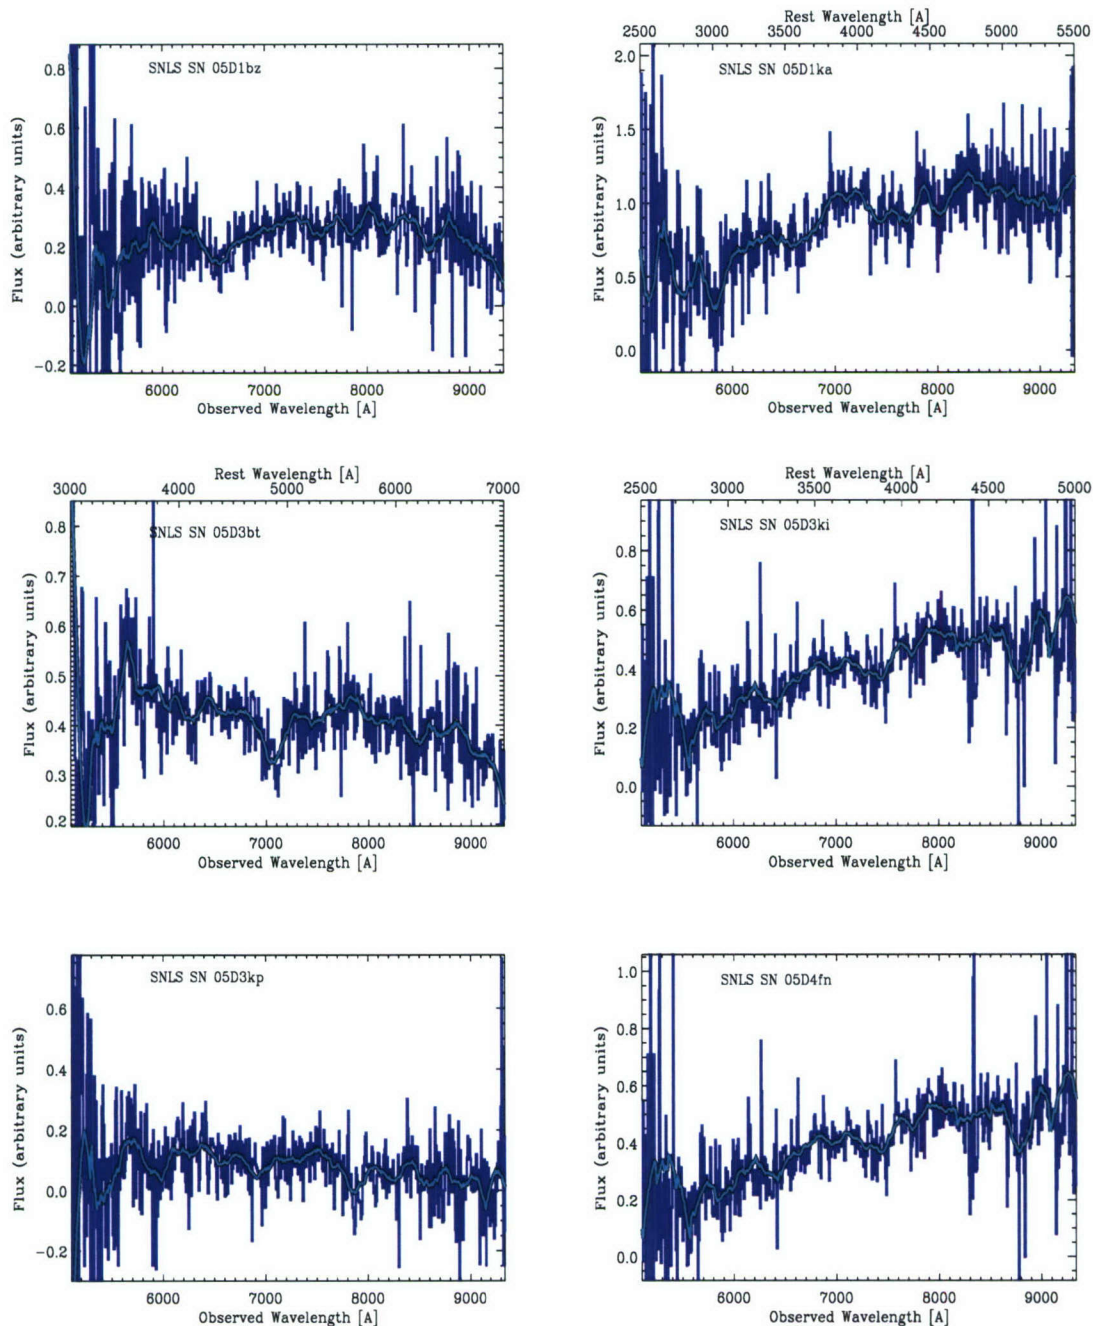 Rest Wavelength [A]
2500 3000 3500 4000 4500 5000 5500
SNLS SN 05D1bz
SNLS SN 05D1ka
0.8
0.6
0.4
0.2
0.0
-0.2
Flux (arbitrary units)
2.0
1.5
1.0
0.5
0.0
Flux (arbitrary units)
6000 7000 8000 9000
Observed Wavelength [A]
6000 7000 8000 9000
Observed Wavelength [A]
Rest Wavelength [A]
3000 4000 5000 6000 7000
Rest Wavelength [A]
2500 3000 3500 4000 4500 5000
SNLS SN 05D3bt
SNLS SN 05D3ki
0.8
0.7
0.6
0.5
0.4
0.3
0.2
Flux (arbitrary units)
0.8
0.6
0.4
0.2
0.0
Flux (arbitrary units)
6000 7000 8000 9000
Observed Wavelength [A]
6000 7000 8000 9000
Observed Wavelength [A]
SNLS SN 05D3kp
SNLS SN 05D4fn
0.6
0.4
0.2
0.0
-0.2
Flux (arbitrary units)
1.0
0.8
0.6
0.4
0.2
0.0
Flux (arbitrary units)
6000 7000 8000 9000
Observed Wavelength [A]
6000 7000 8000 9000
Observed Wavelength [A]